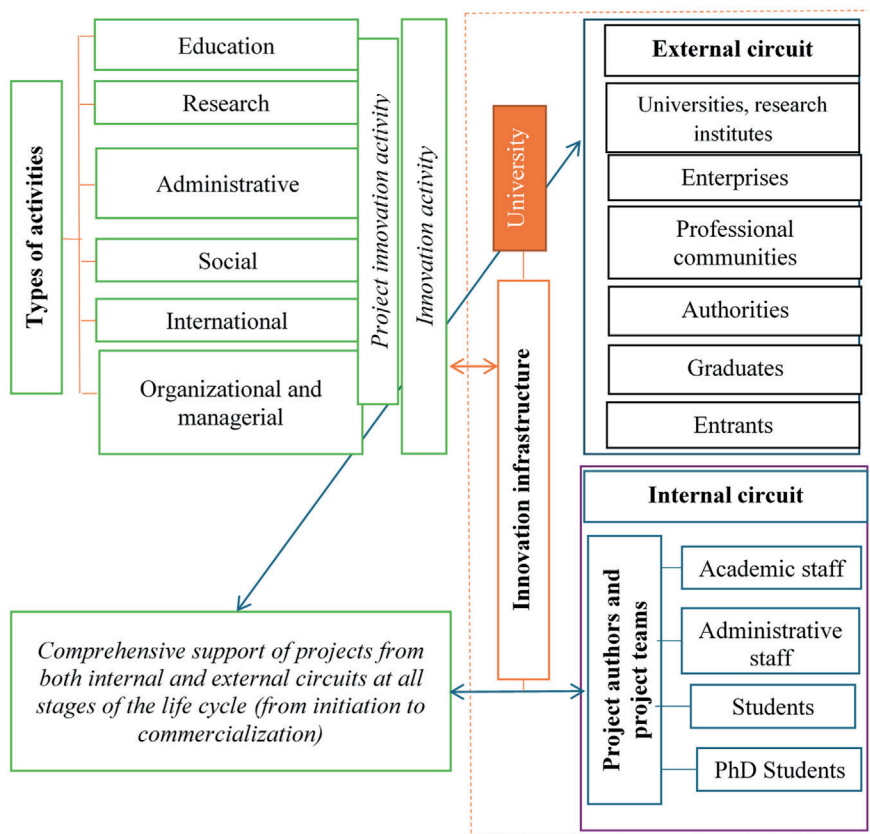 Types of activities
Education
Research
Administrative
Social
International
Organizational and
managerial
Project innovation activity
Innovation activity
University
Innovation infrastructure
External circuit
Universities, research
institutes
Enterprises
Professional
communities
Authorities
Graduates
Entrants
Internal circuit
Project authors and
project teams
Academic staff
Administrative
staff
Students
PhD Students
Comprehensive support of projects from
both internal and external circuits at all
stages of the life cycle (from initiation to
commercialization)